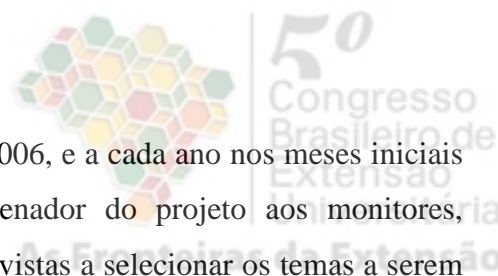 5º
Congresso
Brasileiro de
Extensão
Universitária
As Fronteiras da Extensão
006, e a cada ano nos meses iniciais
enador do projeto aos monitores,
vistas a selecionar os temas a serem